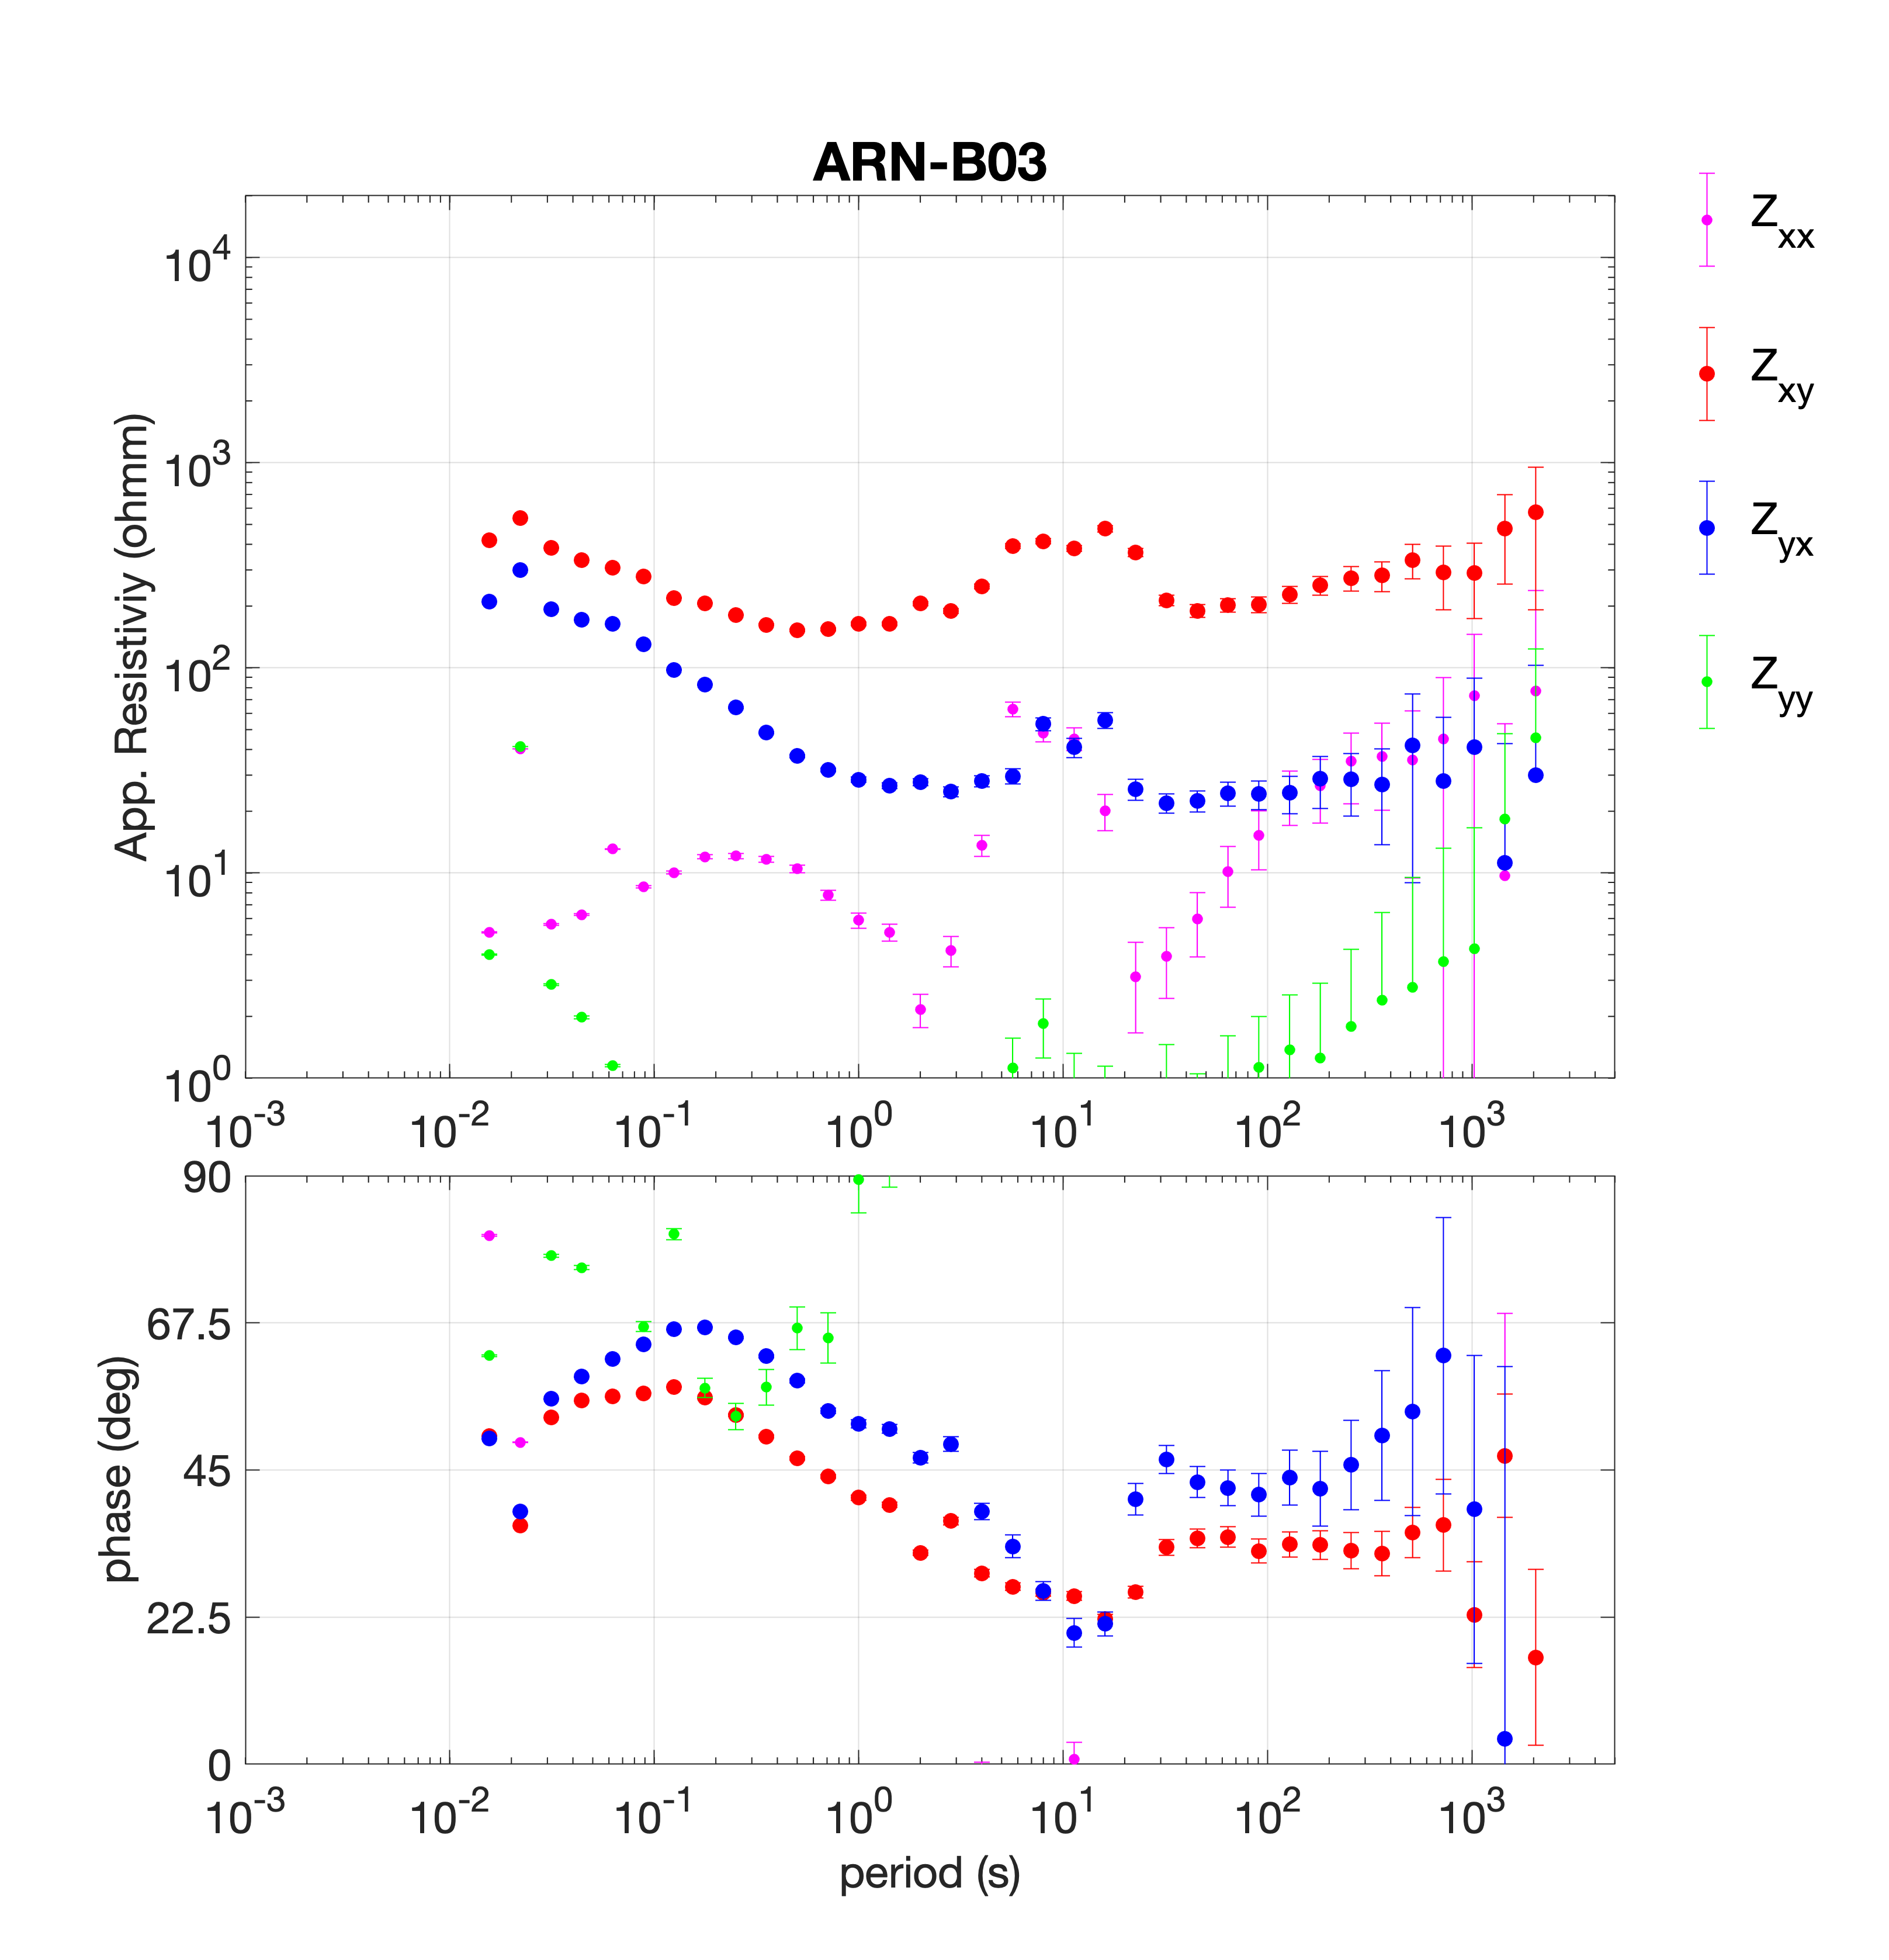 ARN-B03
Z_xx
Z_xy
Z_yx
Z_yy
App. Resistiviy (ohmm)
10^4
10^3
10^2
10^1
10^0
10^-3 10^-2 10^-1 10^0 10^1 10^2 10^3
phase (deg)
90
67.5
45
22.5
0
10^-3 10^-2 10^-1 10^0 10^1 10^2 10^3
period (s)